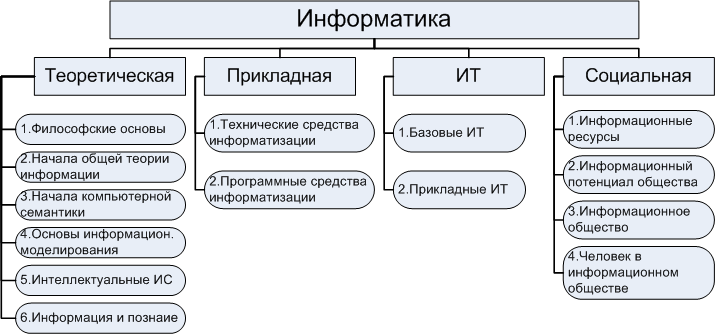 Информатика
Теоретическая
1.Философские основы
2.Начала общей теории
информации
3.Начала компьютерной
семантики
4.Основы информацион.
моделирования
5.Интеллектуальные ИС
6.Информация и познаие
Прикладная
1.Технические средства
информатизации
2.Программные средства
информатизации
ИТ
1.Базовые ИТ
2.Прикладные ИТ
Социальная
1.Информационные
ресурсы
2.Информационный
потенциал общества
3.Информационное
общество
4.Человек в
информационном
обществе